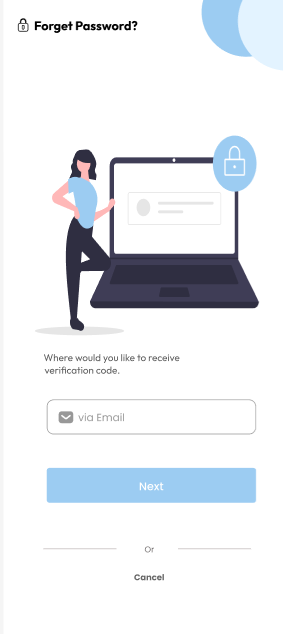 Forget Password?
Where would you like to receive
verification code.
via Email
Next
Or
Cancel